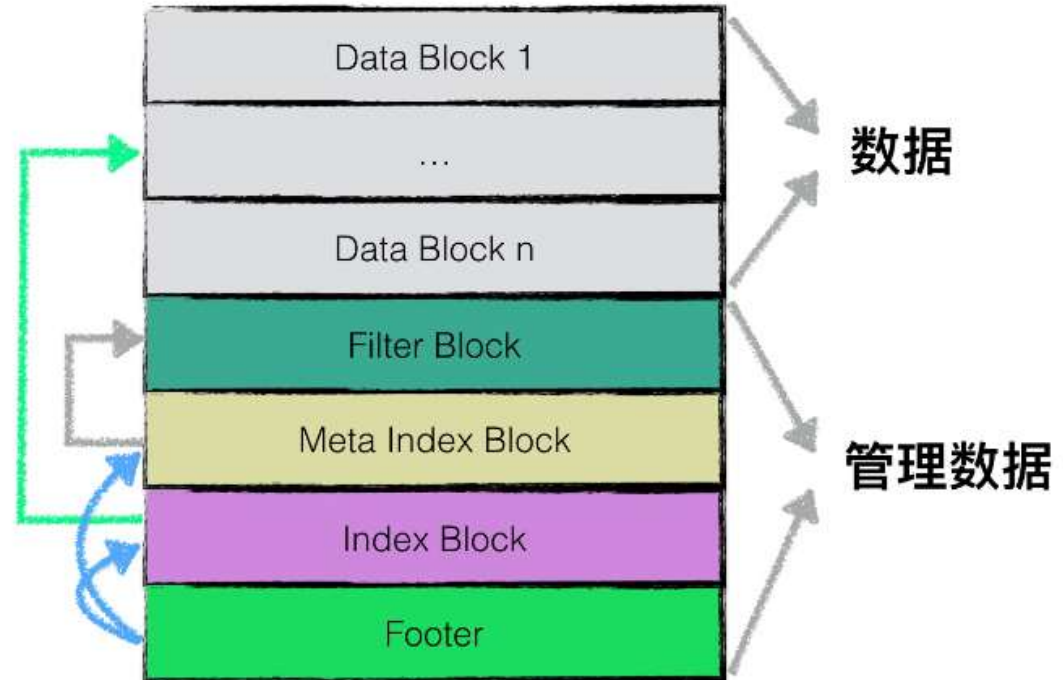 Data Block 1
...
数据
Data Block n
Filter Block
Meta Index Block
管理数据
Index Block
Footer